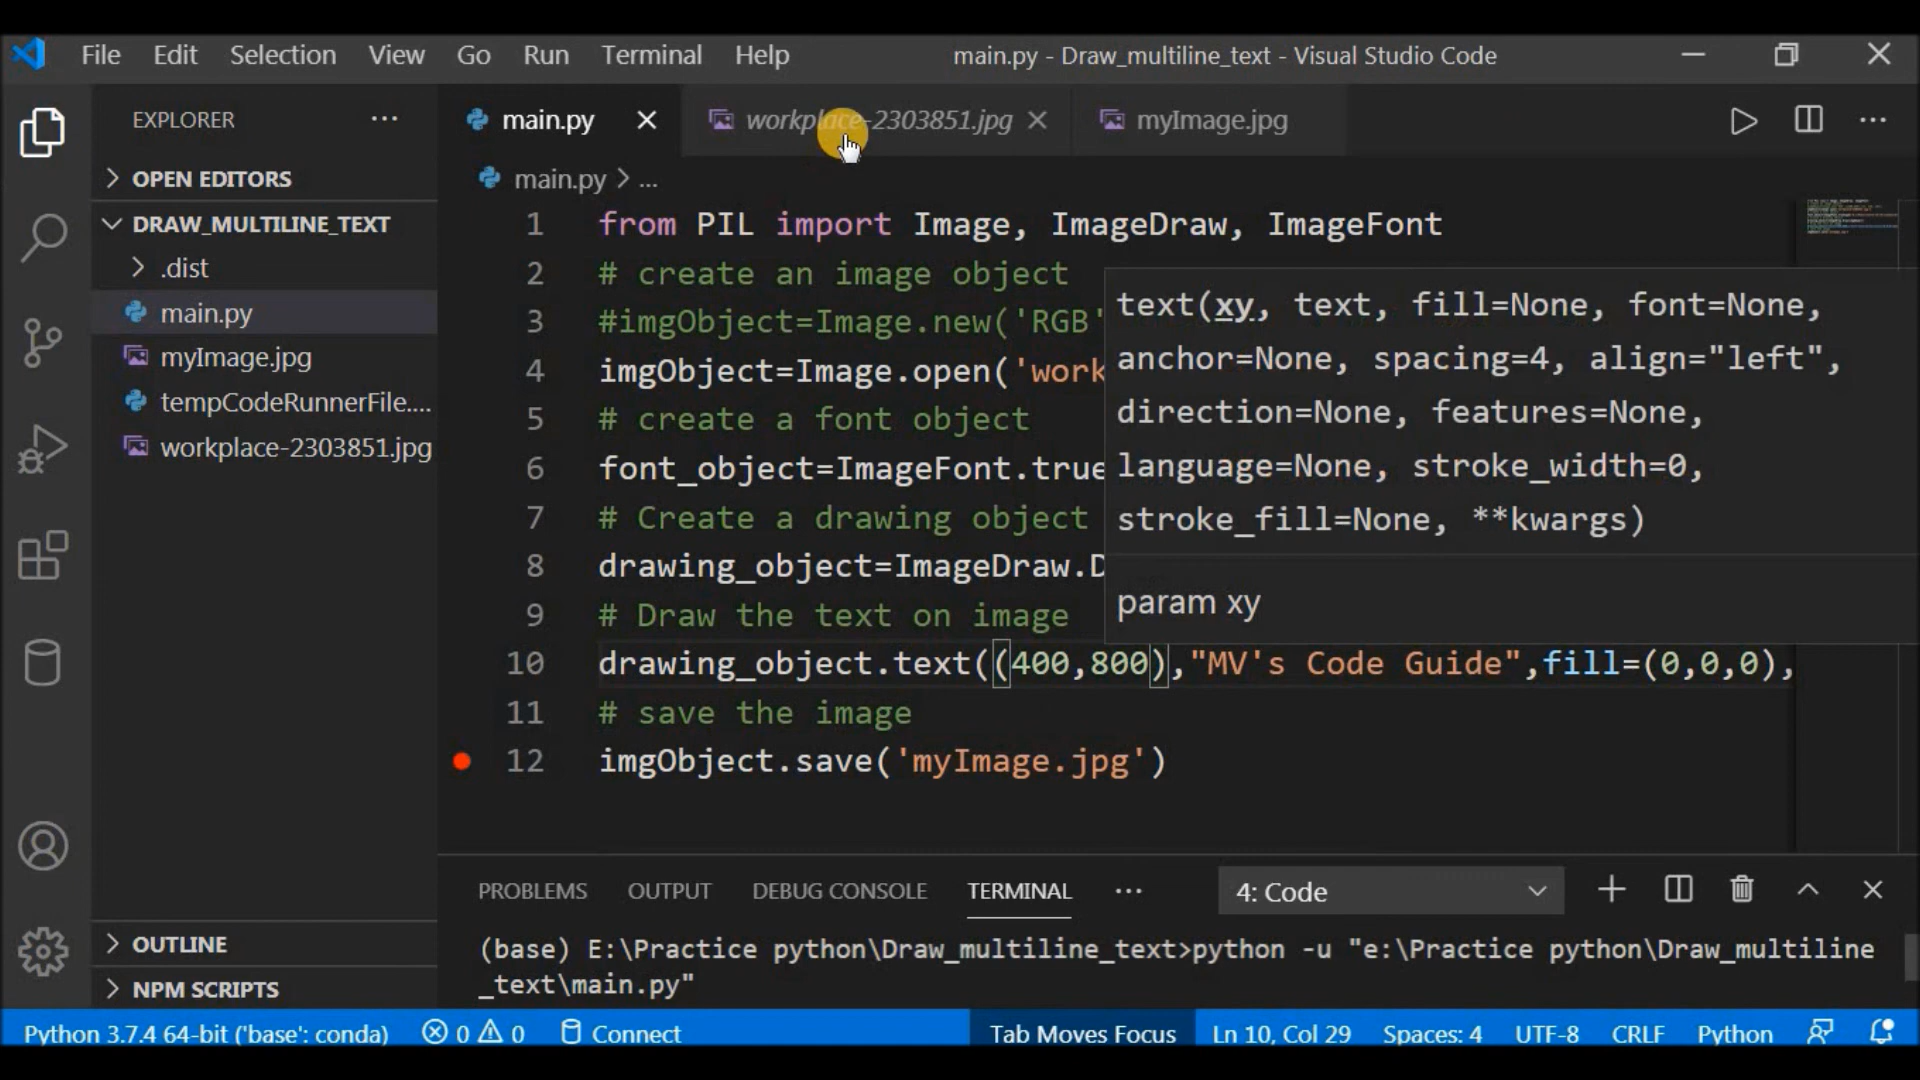 File Edit Selection View Go Run Terminal Help main.py - Draw_multiline_text - Visual Studio Code
EXPLORER ...
main.py workplace-2303851.jpg myImage.jpg ...
OPEN EDITORS
DRAW_MULTILINE_TEXT
.dist
main.py
myImage.jpg
tempCodeRunnerFile....
workplace-2303851.jpg
OUTLINE
NPM SCRIPTS
main.py > ...
1 from PIL import Image, ImageDraw, ImageFont
2 # create an image object
3 #imgObject=Image.new('RGB'
4 imgObject=Image.open('work
5 # create a font object
6 font_object=ImageFont.true
7 # Create a drawing object
8 drawing_object=ImageDraw.D
9 # Draw the text on image
10 drawing_object.text((400,800),"MV's Code Guide",fill=(0,0,0),
11 # save the image
12 imgObject.save('myImage.jpg')
text(xy, text, fill=None, font=None,
anchor=None, spacing=4, align="left",
direction=None, features=None,
language=None, stroke_width=0,
stroke_fill=None, **kwargs)
param xy
PROBLEMS OUTPUT DEBUG CONSOLE TERMINAL ... 4: Code
(base) E:\Practice python\Draw_multiline_text>python -u "e:\Practice python\Draw_multiline
_text\main.py"
Python 3.7.4 64-bit ('base': conda) 0 0 Connect Tab Moves Focus Ln 10, Col 29 Spaces: 4 UTF-8 CRLF Python